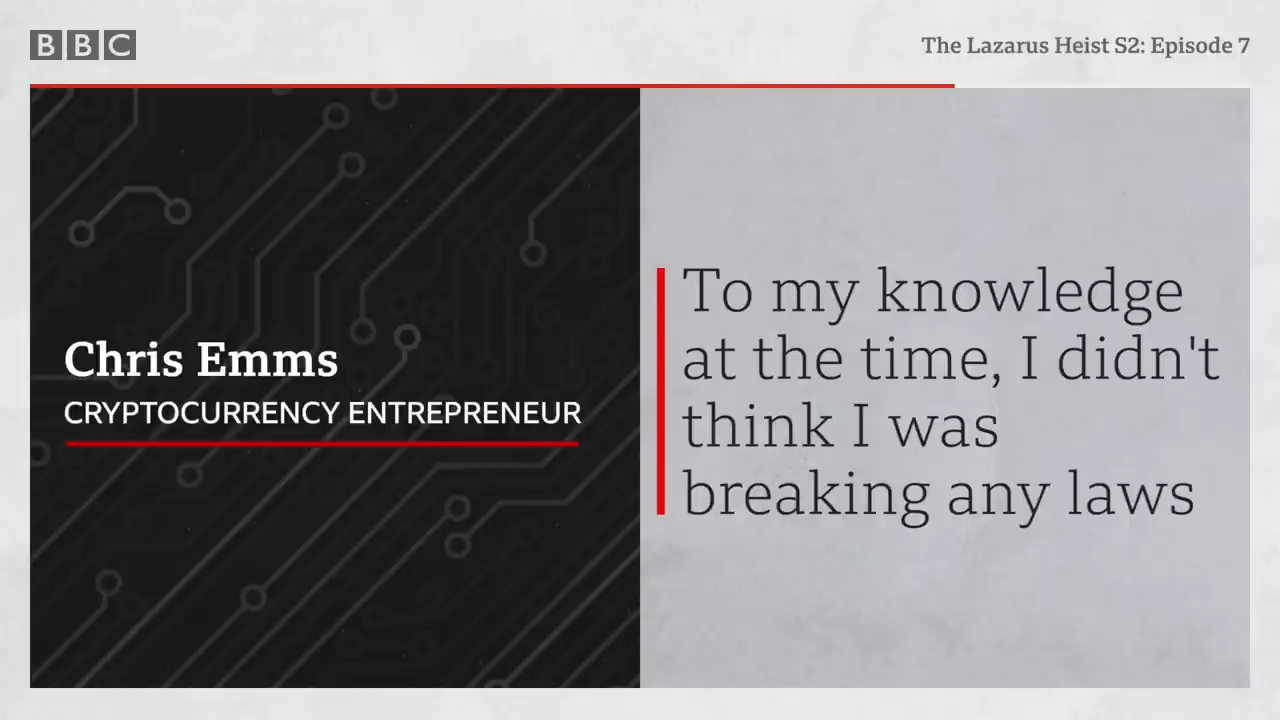 BBC
The Lazarus Heist S2: Episode 7
Chris Emms
CRYPTOCURRENCY ENTREPRENEUR
To my knowledge
at the time, I didn't
think I was
breaking any laws